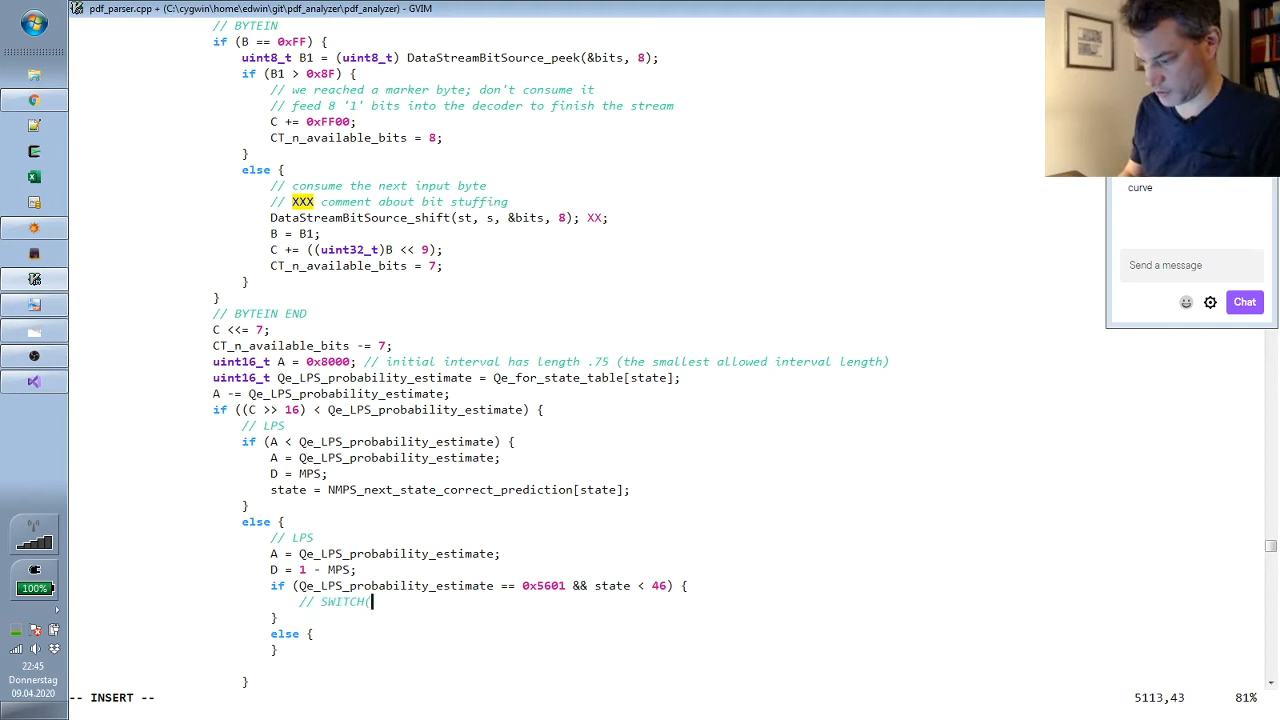 pdf_parser.cpp + (C:\cygwin\home\edwin\git\pdf_analyzer\pdf_analyzer) - GVIM
// BYTEIN
if (B == 0xFF) {
uint8_t B1 = (uint8_t) DataStreamBitSource_peek(&bits, 8);
if (B1 > 0x8F) {
// we reached a marker byte; don't consume it
// feed 8 '1' bits into the decoder to finish the stream
C += 0xFF00;
CT_n_available_bits = 8;
}
else {
// consume the next input byte
// XXX comment about bit stuffing
DataStreamBitSource_shift(st, s, &bits, 8); XX;
B = B1;
C += ((uint32_t)B << 9);
CT_n_available_bits = 7;
}
}
// BYTEIN END
C <<= 7;
CT_n_available_bits -= 7;
uint16_t A = 0x8000; // initial interval has length .75 (the smallest allowed interval length)
uint16_t Qe_LPS_probability_estimate = Qe_for_state_table[state];
A -= Qe_LPS_probability_estimate;
if ((C >> 16) < Qe_LPS_probability_estimate) {
// LPS
if (A < Qe_LPS_probability_estimate) {
A = Qe_LPS_probability_estimate;
D = MPS;
state = NMPS_next_state_correct_prediction[state];
}
else {
// LPS
A = Qe_LPS_probability_estimate;
D = 1 - MPS;
if (Qe_LPS_probability_estimate == 0x5601 && state < 46) {
// SWITCH(
}
else {
}
}
-- INSERT --
5113,43
81%
curve
Send a message
Chat
100%
22:45
Donnerstag
09.04.2020